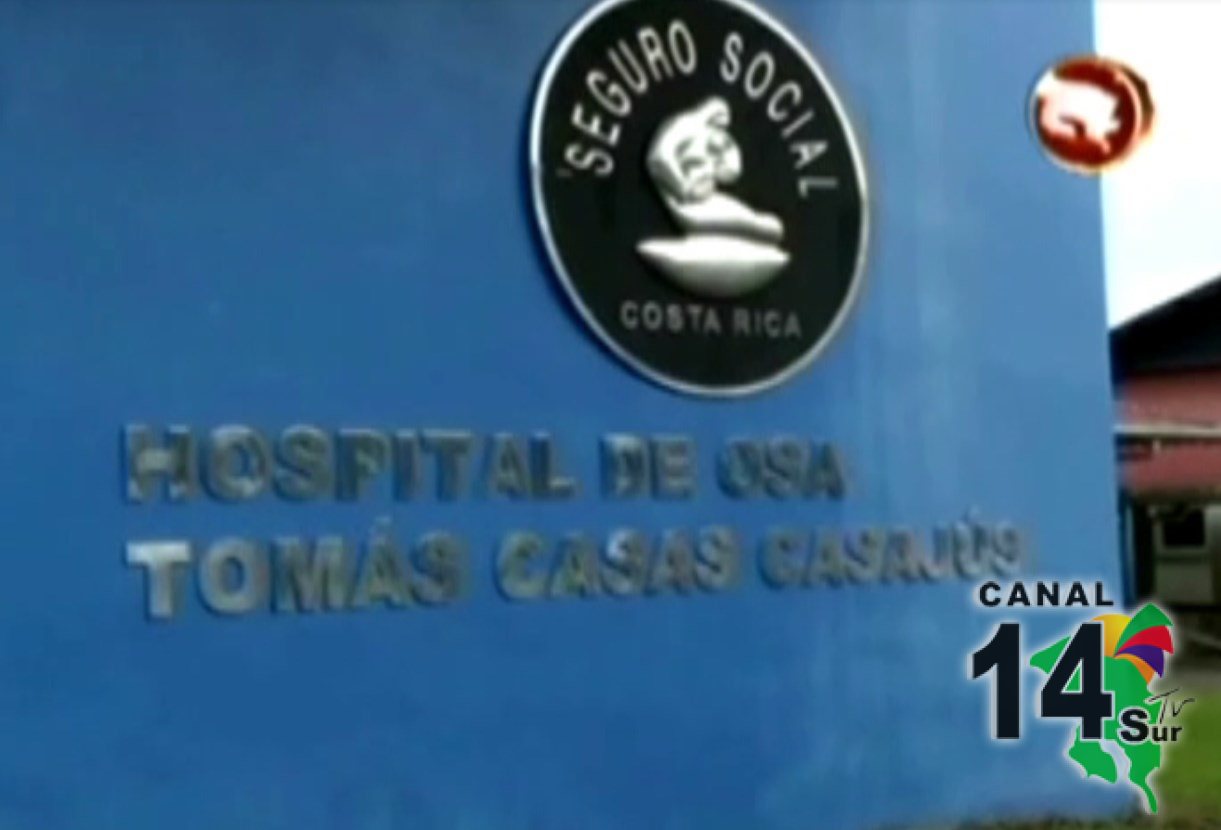 SEGURO SOCIAL
COSTA RICA
HOSPITAL DE OSA
TOMÁS CASAS CASAJÚS
CANAL
14
Sur Tv